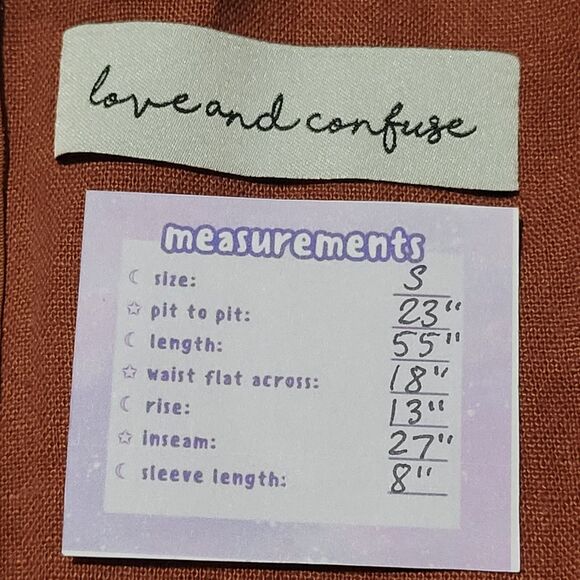 love and confuse
measurements
size: S
pit to pit: 23"
length: 55"
waist flat across: 18"
rise: 13"
inseam: 27"
sleeve length: 8"